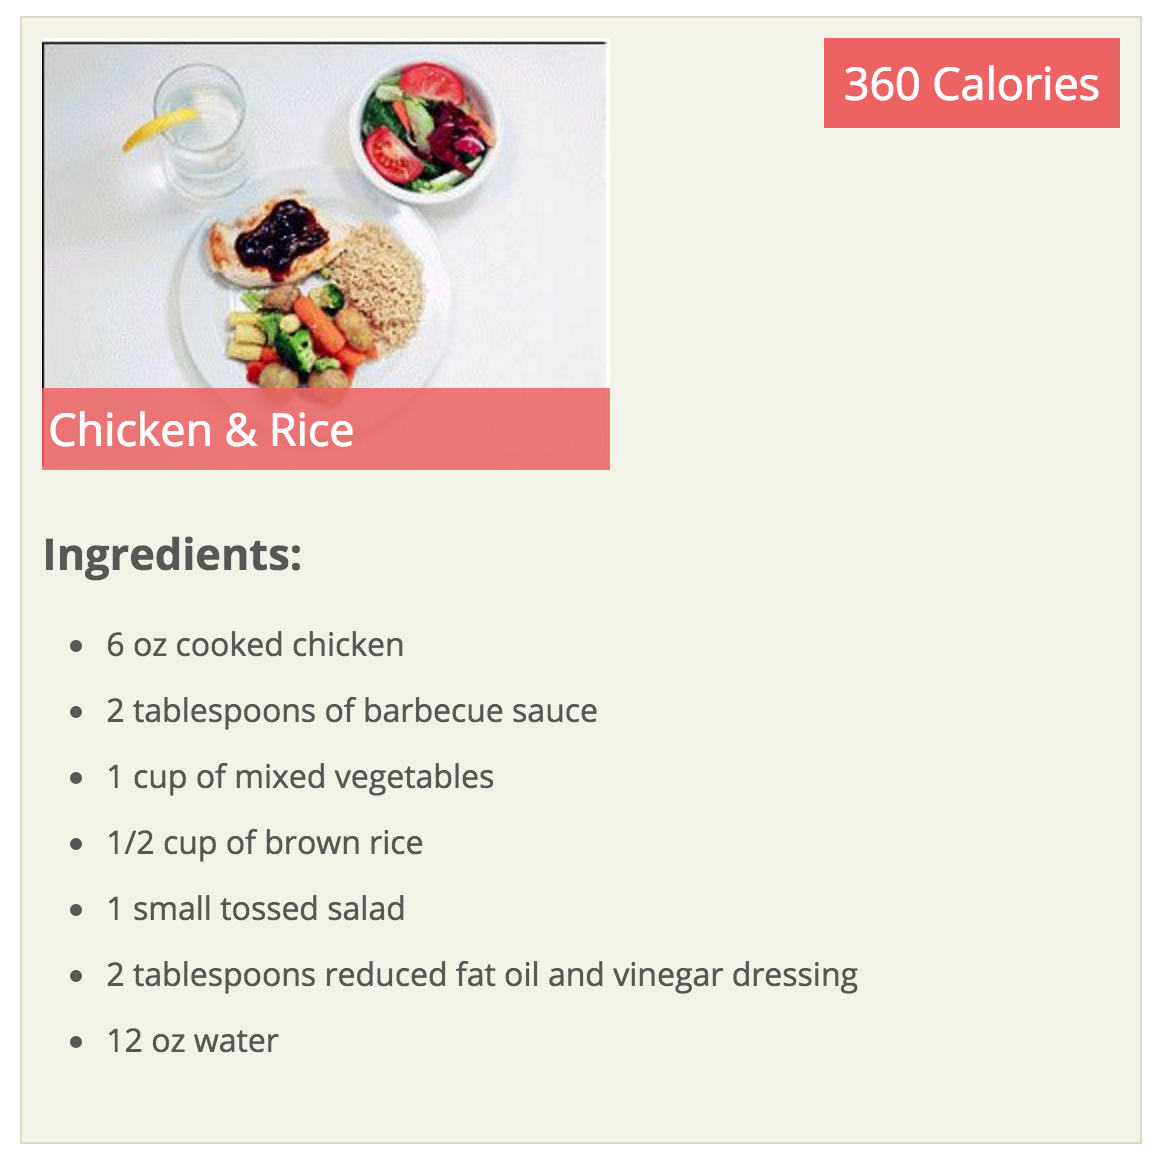 360 Calories
Chicken & Rice
Ingredients:
• 6 oz cooked chicken
• 2 tablespoons of barbecue sauce
• 1 cup of mixed vegetables
• 1/2 cup of brown rice
• 1 small tossed salad
• 2 tablespoons reduced fat oil and vinegar dressing
• 12 oz water